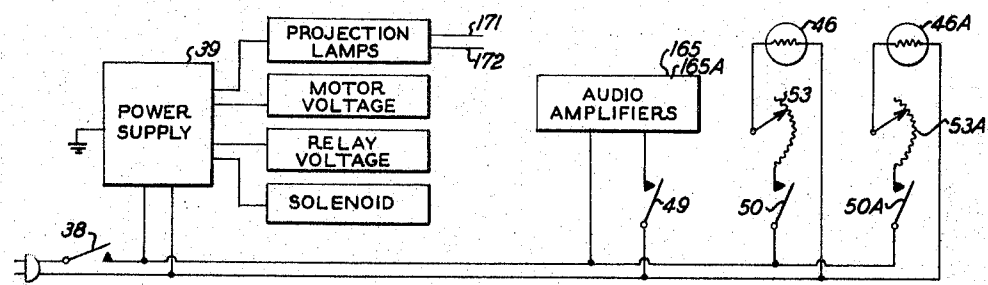 39
POWER
SUPPLY
PROJECTION
LAMPS
171
172
MOTOR
VOLTAGE
RELAY
VOLTAGE
SOLENOID
38
165
165A
AUDIO
AMPLIFIERS
49
46
53
50
46A
53A
50A